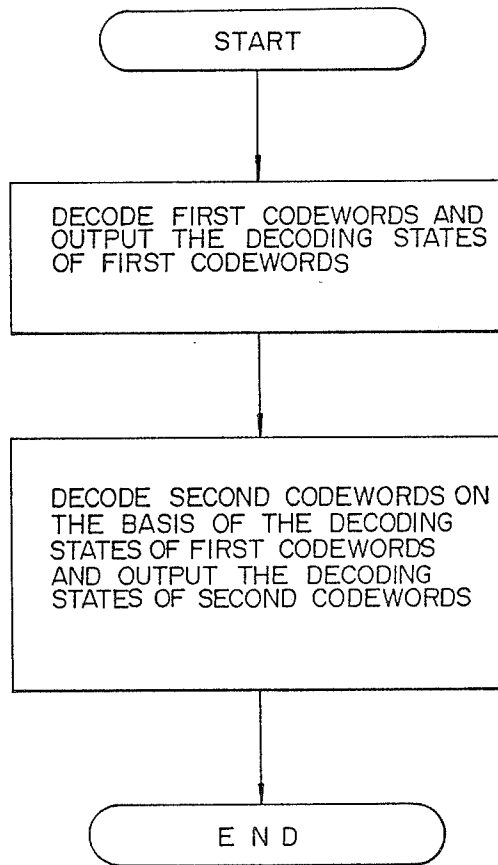 START
DECODE FIRST CODEWORDS AND
OUTPUT THE DECODING STATES
OF FIRST CODEWORDS
DECODE SECOND CODEWORDS ON
THE BASIS OF THE DECODING
STATES OF FIRST CODEWORDS
AND OUTPUT THE DECODING
STATES OF SECOND CODEWORDS
END